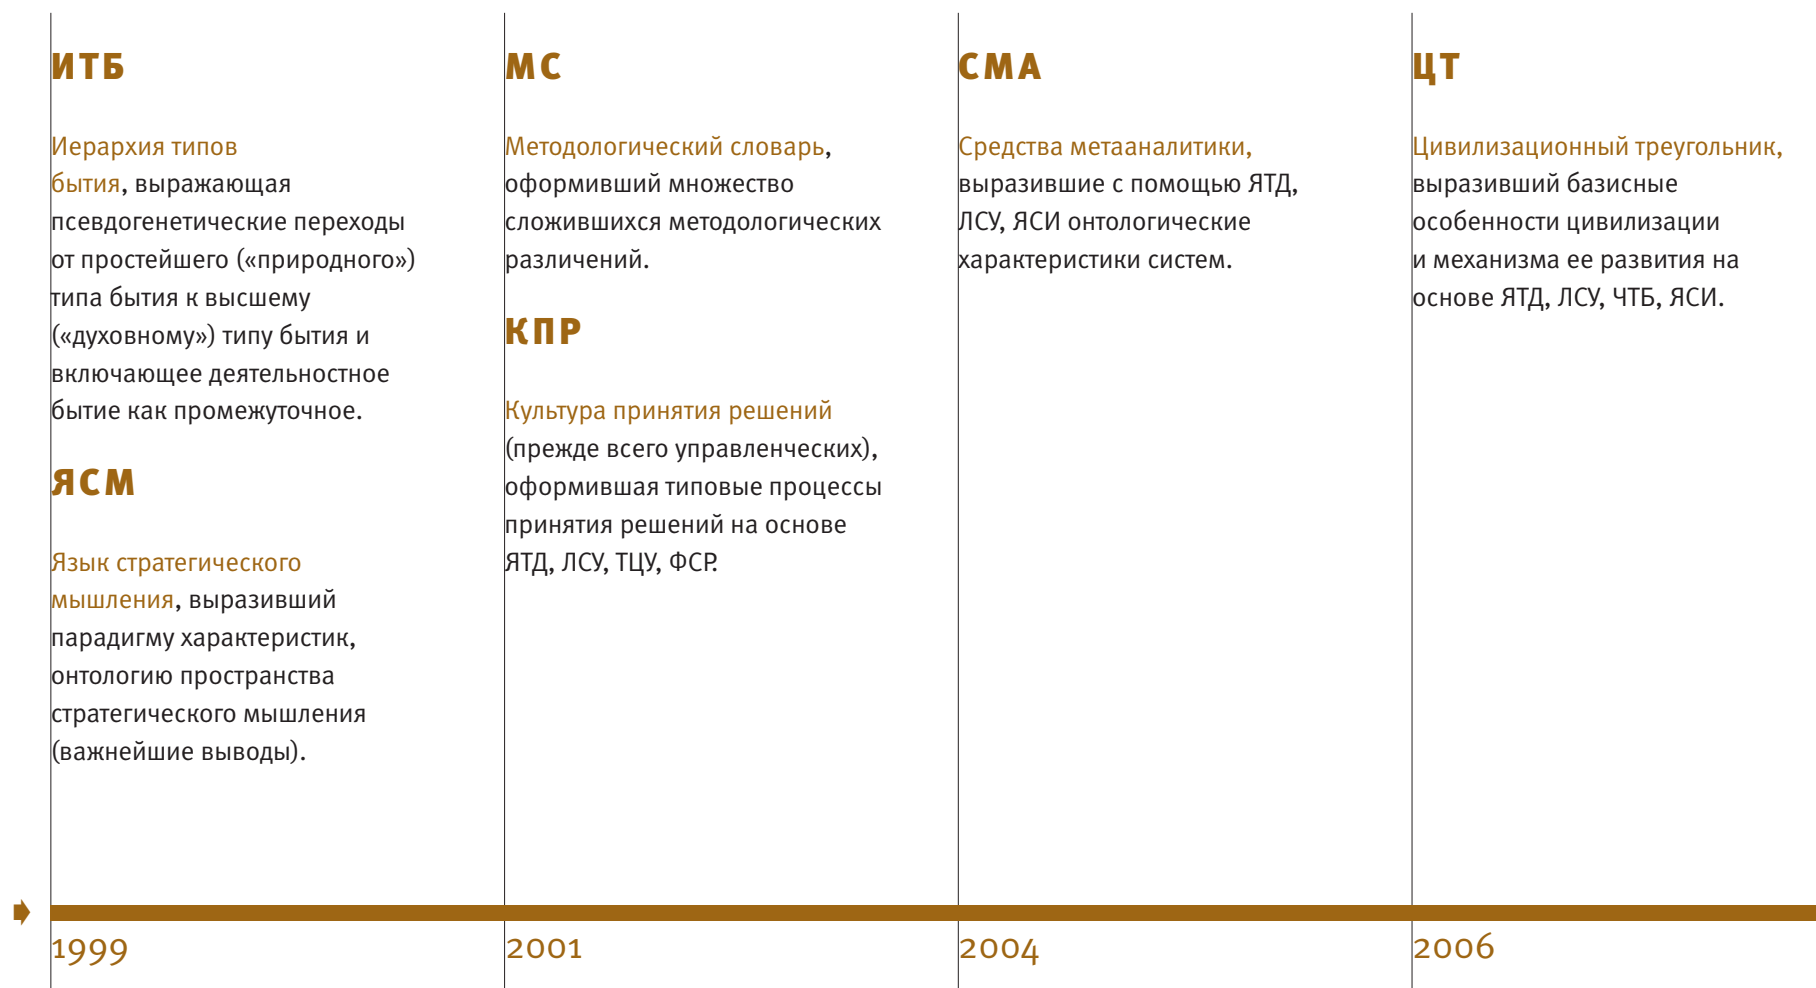 ИТБ
Иерархия типов
бытия, выражающая
псевдогенетические переходы
от простейшего («природного»)
типа бытия к высшему
(«духовному») типу бытия и
включающее деятельностное
бытие как промежуточное.
ЯСМ
Язык стратегического
мышления, выразивший
парадигму характеристик,
онтологию пространства
стратегического мышления
(важнейшие выводы).
1999
МС
Методологический словарь,
оформивший множество
сложившихся методологических
различений.
КПР
Культура принятия решений
(прежде всего управленческих),
оформившая типовые процессы
принятия решений на основе
ЯТД, ЛСУ, ТЦУ, ФСР.
2001
СМА
Средства метааналитики,
выразившие с помощью ЯТД,
ЛСУ, ЯСИ онтологические
характеристики систем.
2004
ЦТ
Цивилизационный треугольник,
выразивший базисные
особенности цивилизации
и механизма ее развития на
основе ЯТД, ЛСУ, ЧТБ, ЯСИ.
2006